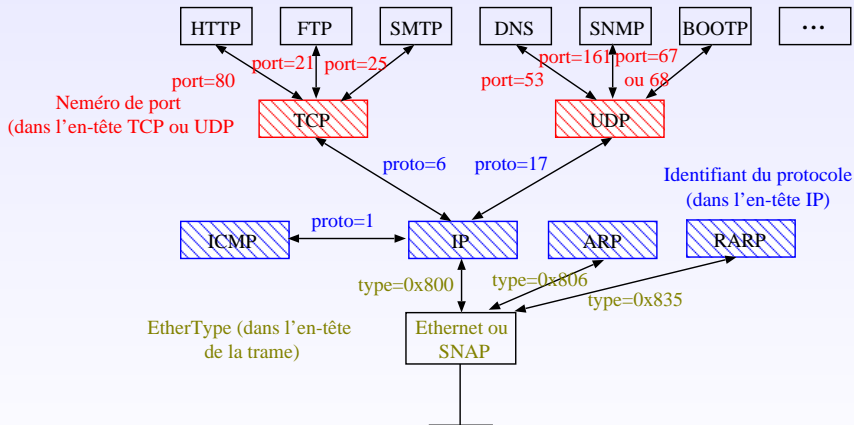 HTTP FTP SMTP DNS SNMP BOOTP ...
port=80 port=21 port=25 port=53 port=161 port=67
ou 68
Neméro de port
(dans l'en-tête TCP ou UDP
TCP UDP
proto=6 proto=17
Identifiant du protocole
(dans l'en-tête IP)
proto=1
ICMP IP ARP RARP
type=0x800 type=0x806
type=0x835
EtherType (dans l'en-tête
de la trame)
Ethernet ou
SNAP